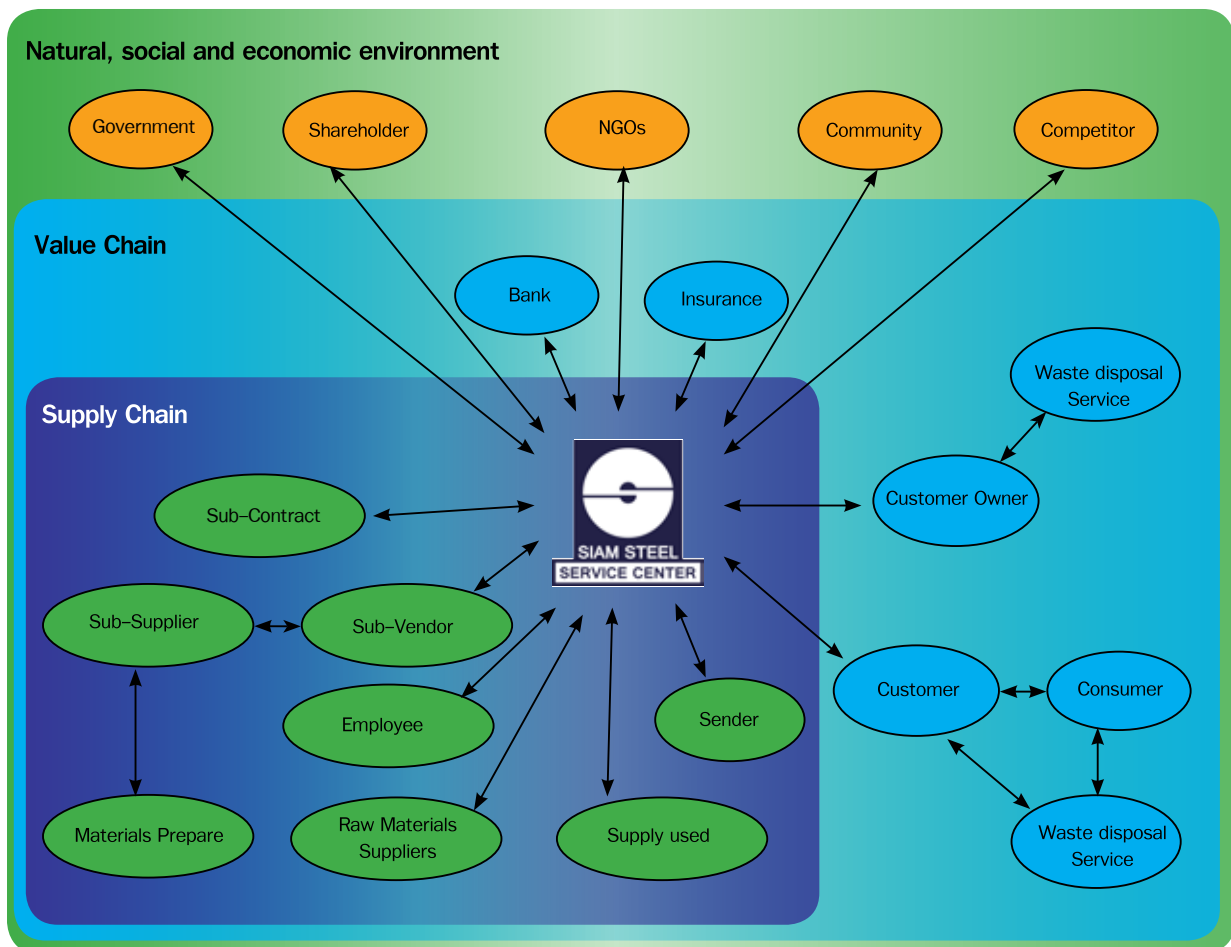 Natural, social and economic environment
Government
Shareholder
NGOs
Community
Competitor
Value Chain
Bank
Insurance
Waste disposal
Service
Supply Chain
Customer Owner
Sub–Contract
SIAM STEEL
SERVICE CENTER
Sub–Supplier
Sub–Vendor
Employee
Sender
Customer
Consumer
Materials Prepare
Raw Materials
Suppliers
Supply used
Waste disposal
Service